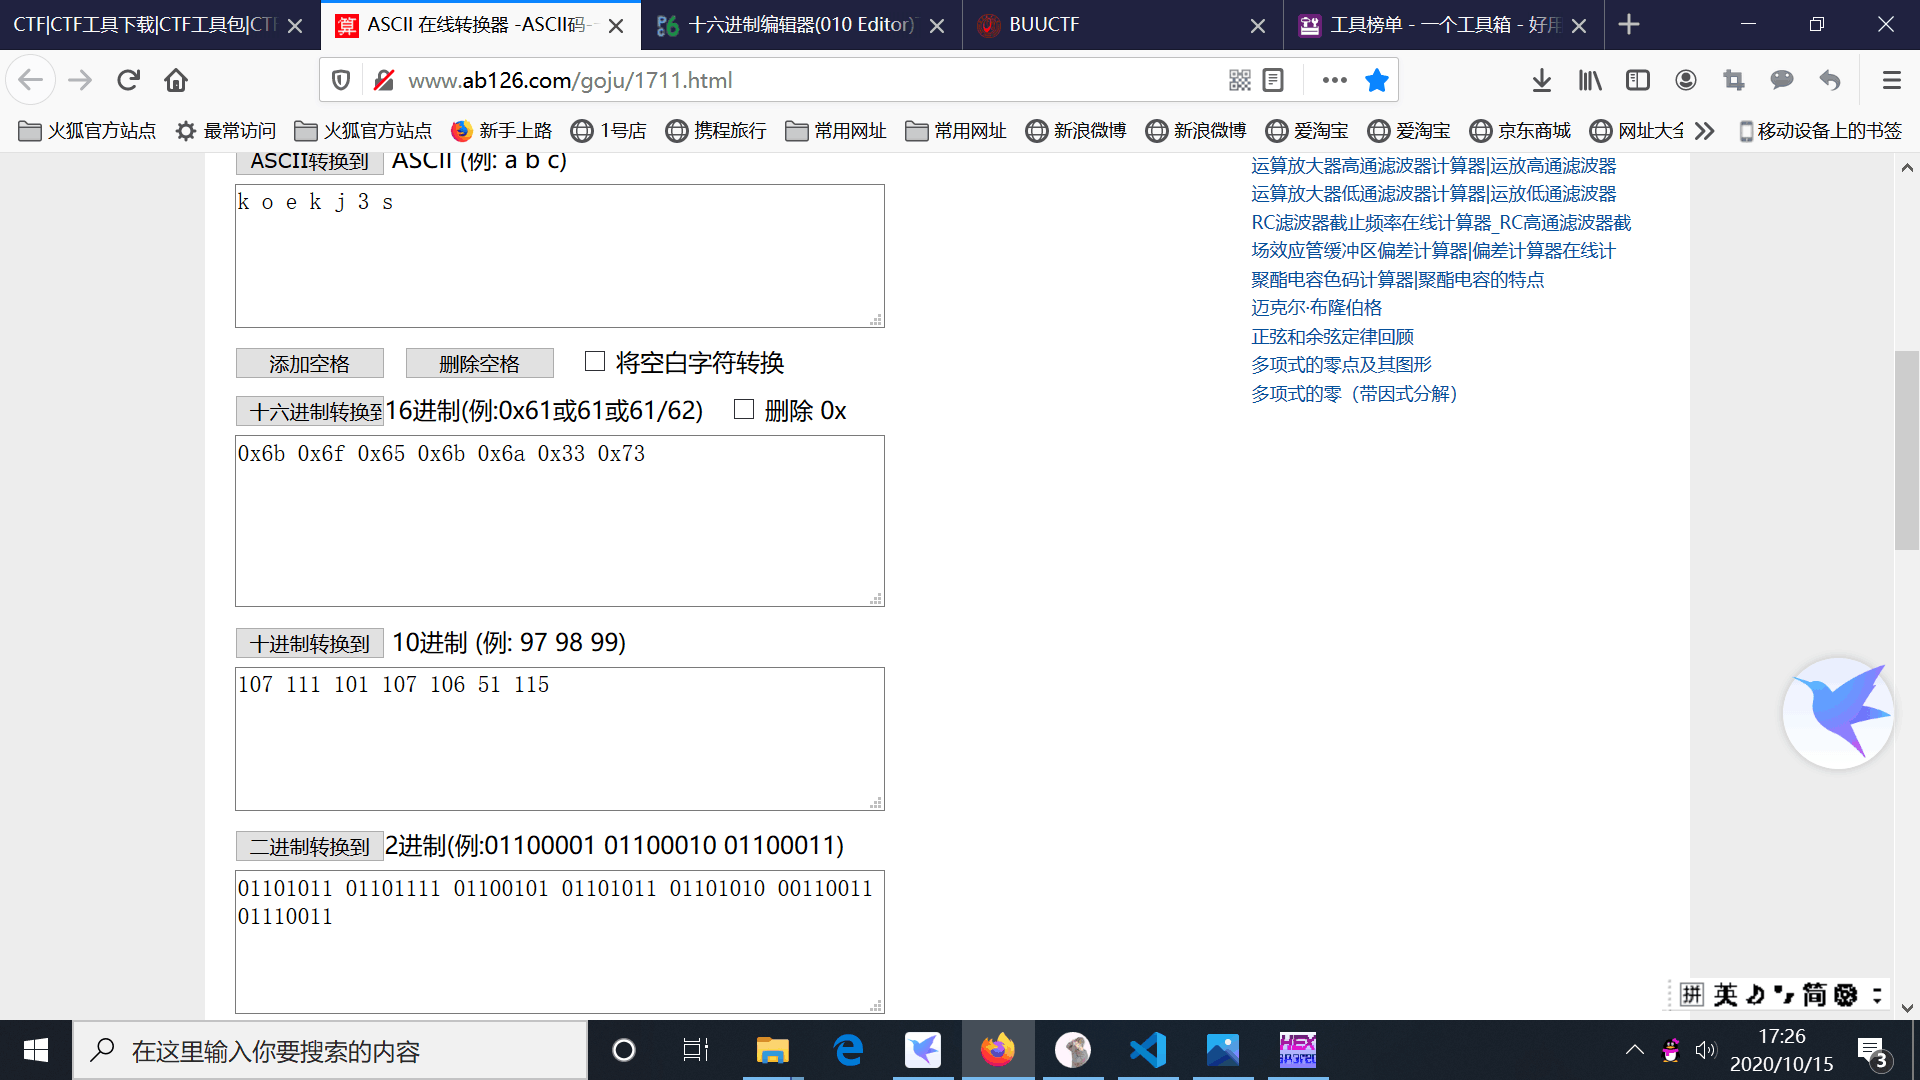 CTF|CTF工具下载|CTF工具包|CTF
ASCII 在线转换器 -ASCII码-
十六进制编辑器(010 Editor)
BUUCTF
工具榜单 - 一个工具箱 - 好用
www.ab126.com/goju/1711.html
火狐官方站点 最常访问 火狐官方站点 新手上路 1号店 携程旅行 常用网址 常用网址 新浪微博 新浪微博 爱淘宝 爱淘宝 京东商城 网址大全 移动设备上的书签
ASCII转换到 ASCII (例: a b c)
k o e k j 3 s
添加空格 删除空格 将空白字符转换
十六进制转换到 16进制(例:0x61或61或61/62) 删除 0x
0x6b 0x6f 0x65 0x6b 0x6a 0x33 0x73
十进制转换到 10进制 (例: 97 98 99)
107 111 101 107 106 51 115
二进制转换到 2进制(例:01100001 01100010 01100011)
01101011 01101111 01100101 01101011 01101010 00110011
01110011
运算放大器高通滤波器计算器|运放高通滤波器
运算放大器低通滤波器计算器|运放低通滤波器
RC滤波器截止频率在线计算器_RC高通滤波器截
场效应管缓冲区偏差计算器|偏差计算器在线计
聚酯电容色码计算器|聚酯电容的特点
迈克尔·布隆伯格
正弦和余弦定律回顾
多项式的零点及其图形
多项式的零（带因式分解）
拼 英 简
在这里输入你要搜索的内容
HEX
17:26
2020/10/15
3